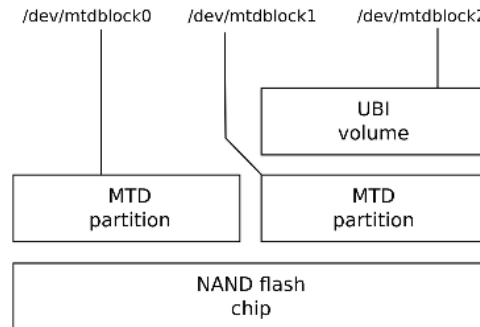 /dev/mtdblock0
/dev/mtdblock1
/dev/mtdblock2
UBI
volume
MTD
partition
MTD
partition
NAND flash
chip